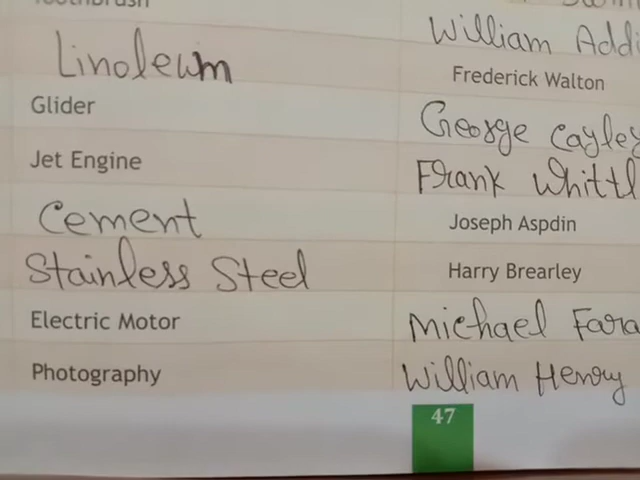 William Addi
Linoleum Frederick Walton
Glider George Cayley
Jet Engine Frank Whittl
Cement Joseph Aspdin
Stainless Steel Harry Brearley
Electric Motor Michael Fara
Photography William Henry
47